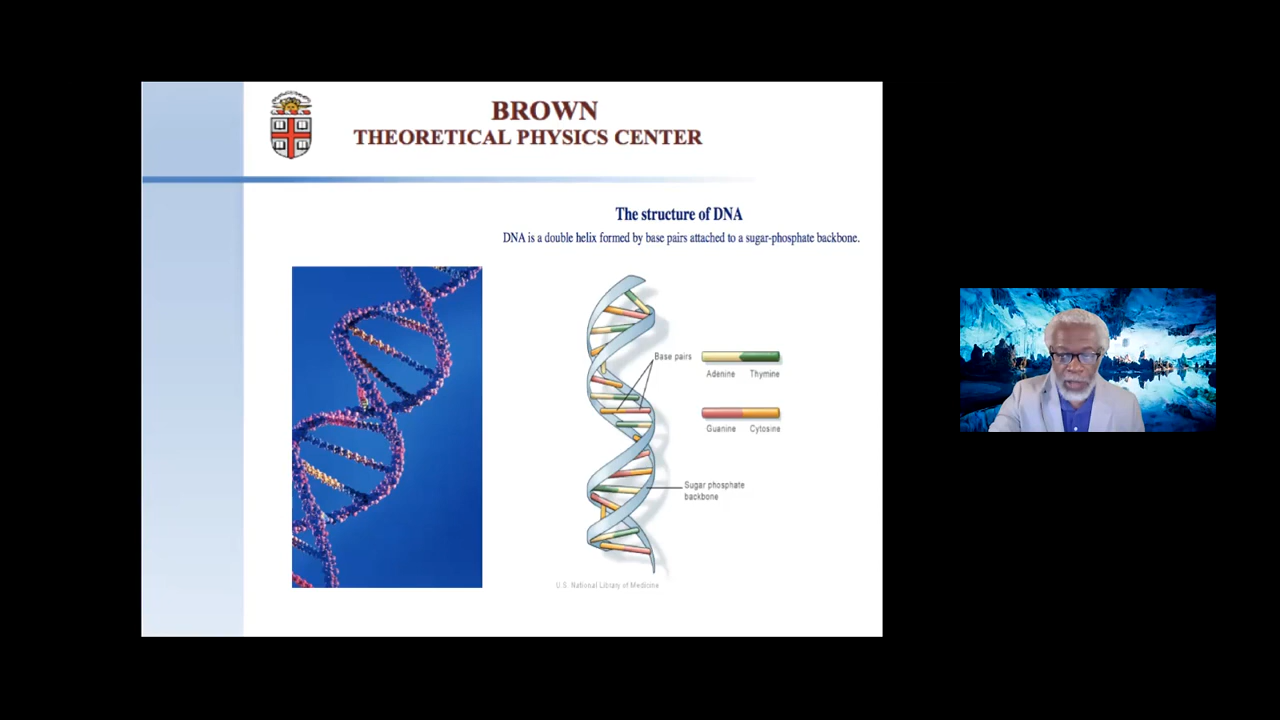 BROWN
THEORETICAL PHYSICS CENTER
The structure of DNA
DNA is a double helix formed by base pairs attached to a sugar-phosphate backbone.
Base pairs
Adenine Thymine
Guanine Cytosine
Sugar phosphate
backbone
U.S. National Library of Medicine